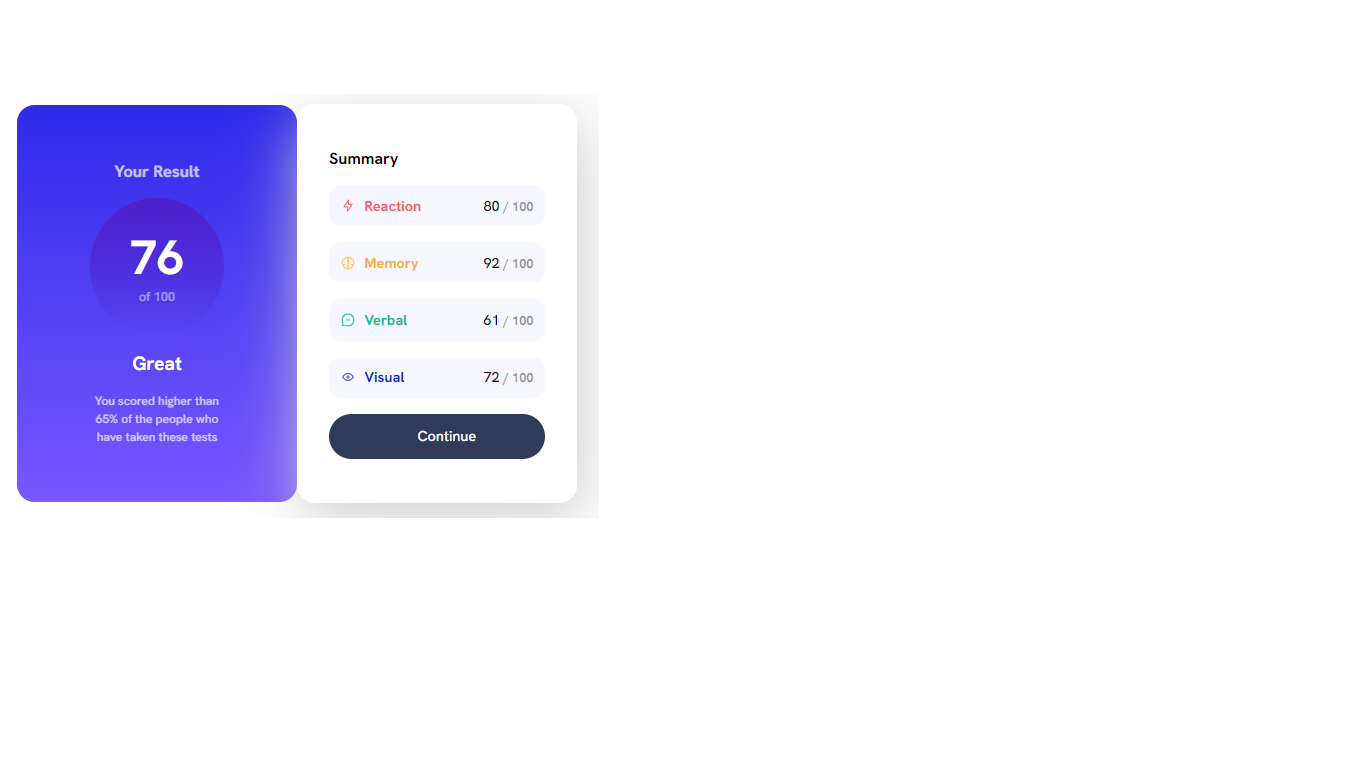 Your Result
76
of 100
Great
You scored higher than
65% of the people who
have taken these tests
Summary
Reaction 80 / 100
Memory 92 / 100
Verbal 61 / 100
Visual 72 / 100
Continue